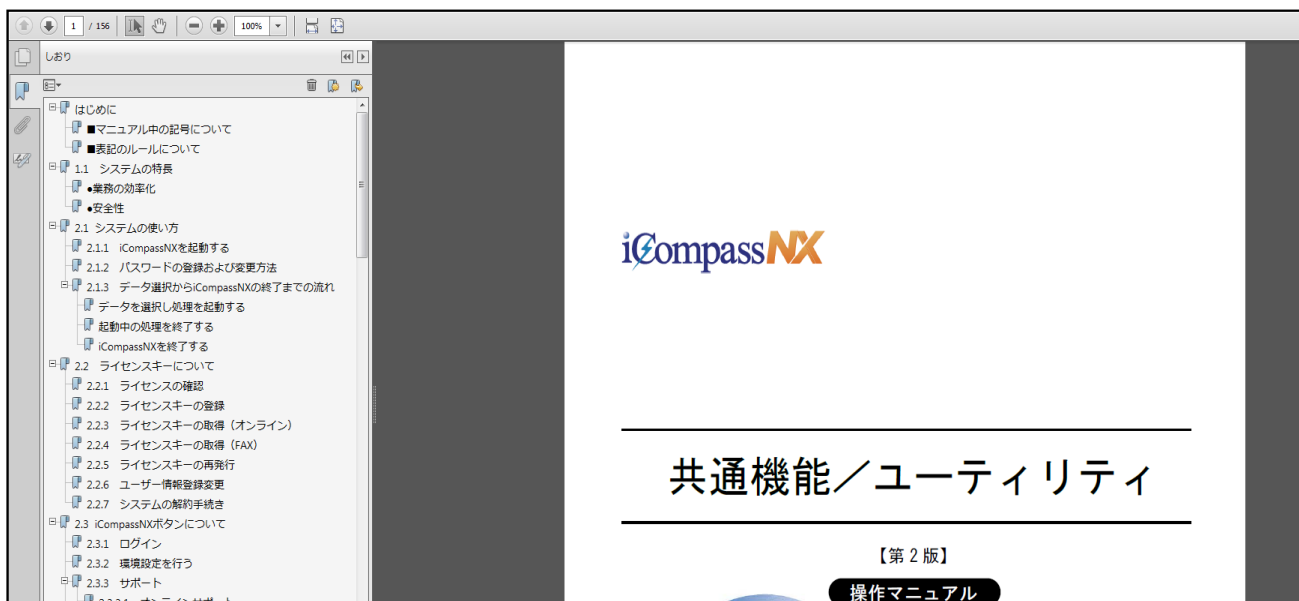 1 / 156 100%
しおり
はじめに
■マニュアル中の記号について
■表記のルールについて
1.1 システムの特長
●業務の効率化
●安全性
2.1 システムの使い方
2.1.1 iCompassNXを起動する
2.1.2 パスワードの登録および変更方法
2.1.3 データ選択からiCompassNXの終了までの流れ
データを選択し処理を起動する
起動中の処理を終了する
iCompassNXを終了する
2.2 ライセンスキーについて
2.2.1 ライセンスの確認
2.2.2 ライセンスキーの登録
2.2.3 ライセンスキーの取得（オンライン）
2.2.4 ライセンスキーの取得（FAX）
2.2.5 ライセンスキーの再発行
2.2.6 ユーザー情報登録変更
2.2.7 システムの解約手続き
2.3 iCompassNXボタンについて
2.3.1 ログイン
2.3.2 環境設定を行う
2.3.3 サポート
iCompassNX
共通機能／ユーティリティ
【第２版】
操作マニュアル